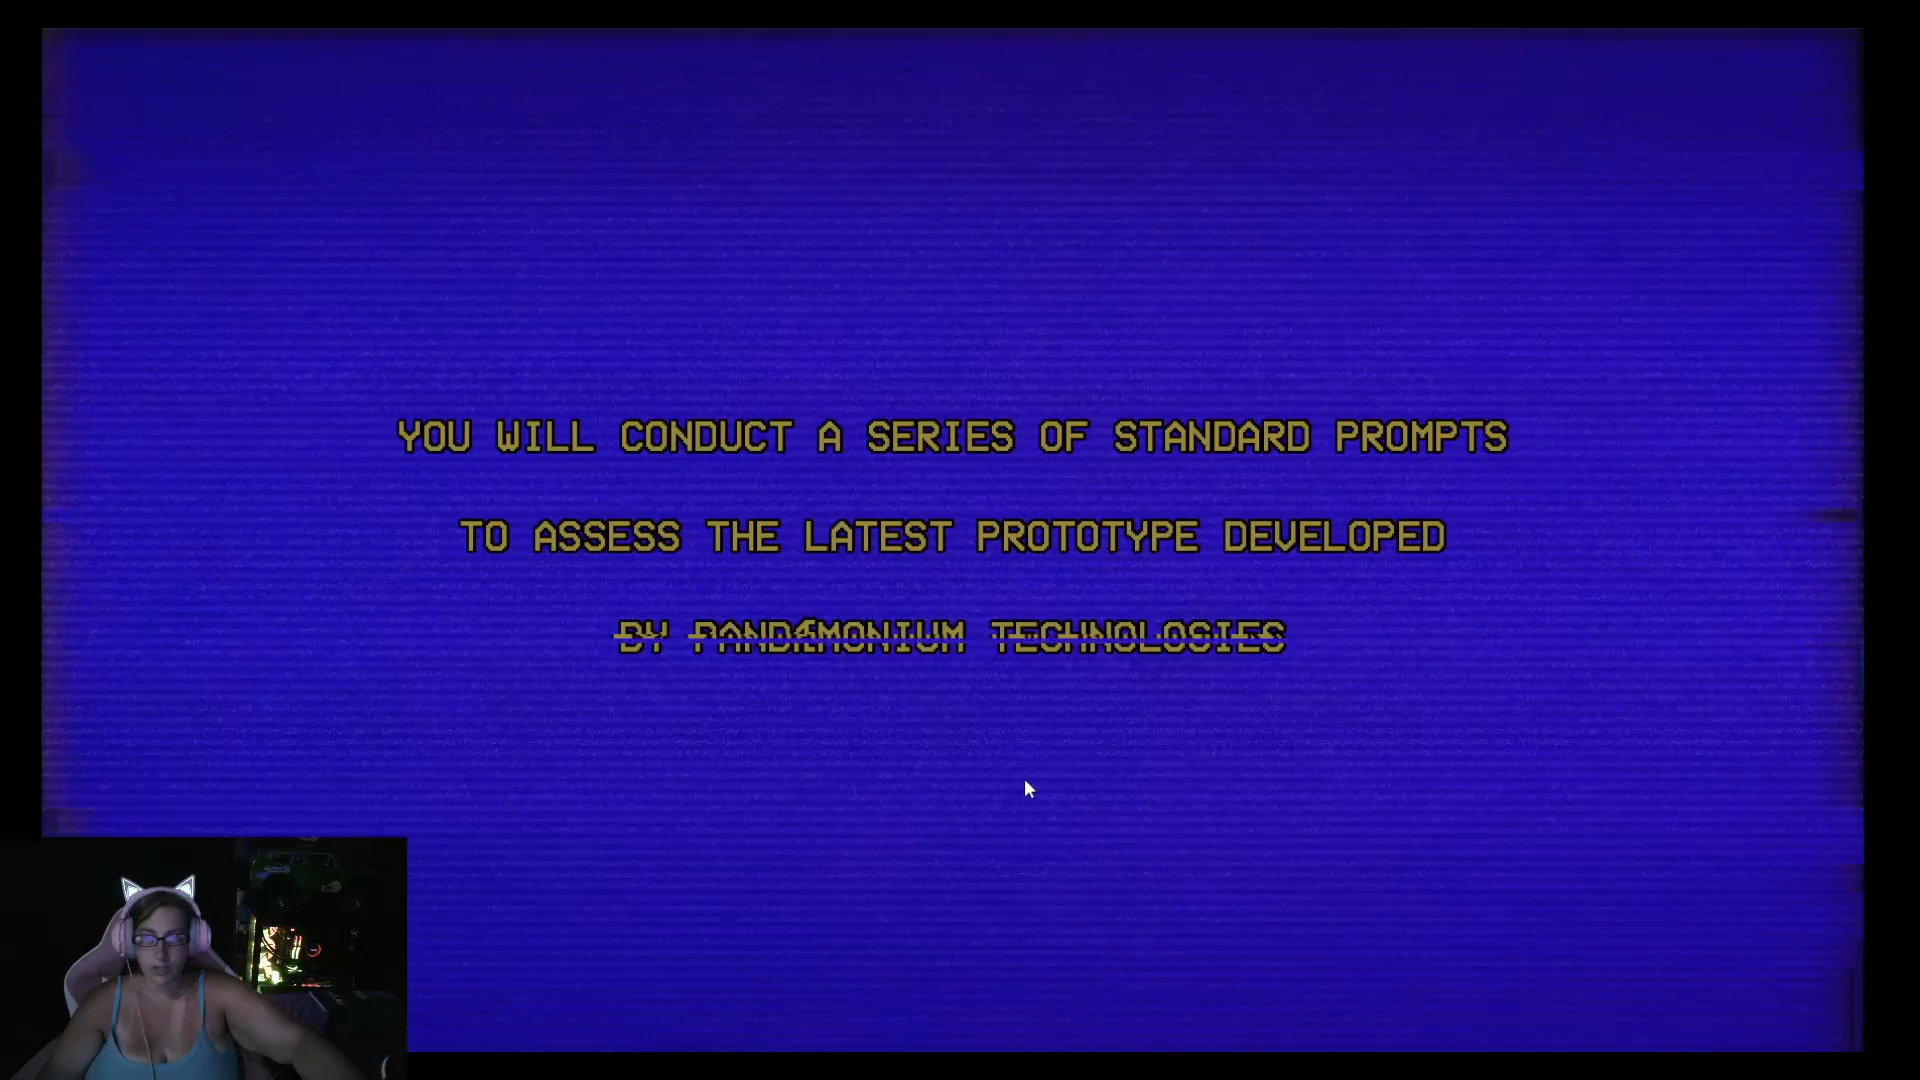 YOU WILL CONDUCT A SERIES OF STANDARD PROMPTS
TO ASSESS THE LATEST PROTOTYPE DEVELOPED
BY PANDÆMONIUM TECHNOLOGIES